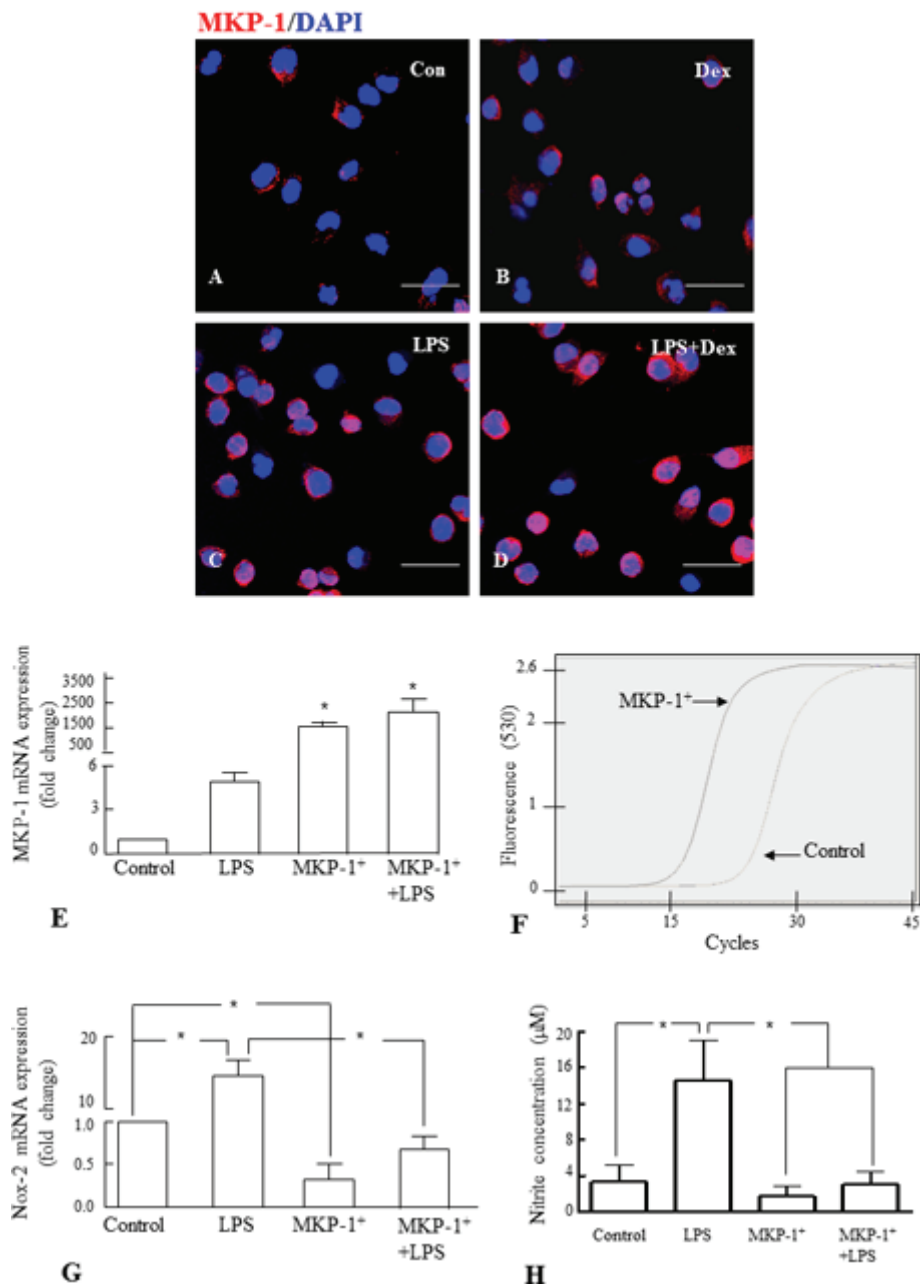 MKP-1/DAPI
Con
A
Dex
B
LPS
C
LPS+Dex
D
MKP-1 mRNA expression
(fold change)
3500
2500
1500
500
6
3
0
*
*
Control
LPS
MKP-1⁺
MKP-1⁺
+LPS
E
Fluorescence (530)
2.6
2
1
0
MKP-1⁺
Control
5
15
30
45
Cycles
F
Nox-2 mRNA expression
(fold change)
20
10
1.0
0.5
0.0
*
*
*
Control
LPS
MKP-1⁺
MKP-1⁺
+LPS
G
Nitrite concentration (μM)
20
16
12
8
4
0
*
*
Control
LPS
MKP-1⁺
MKP-1⁺
+LPS
H